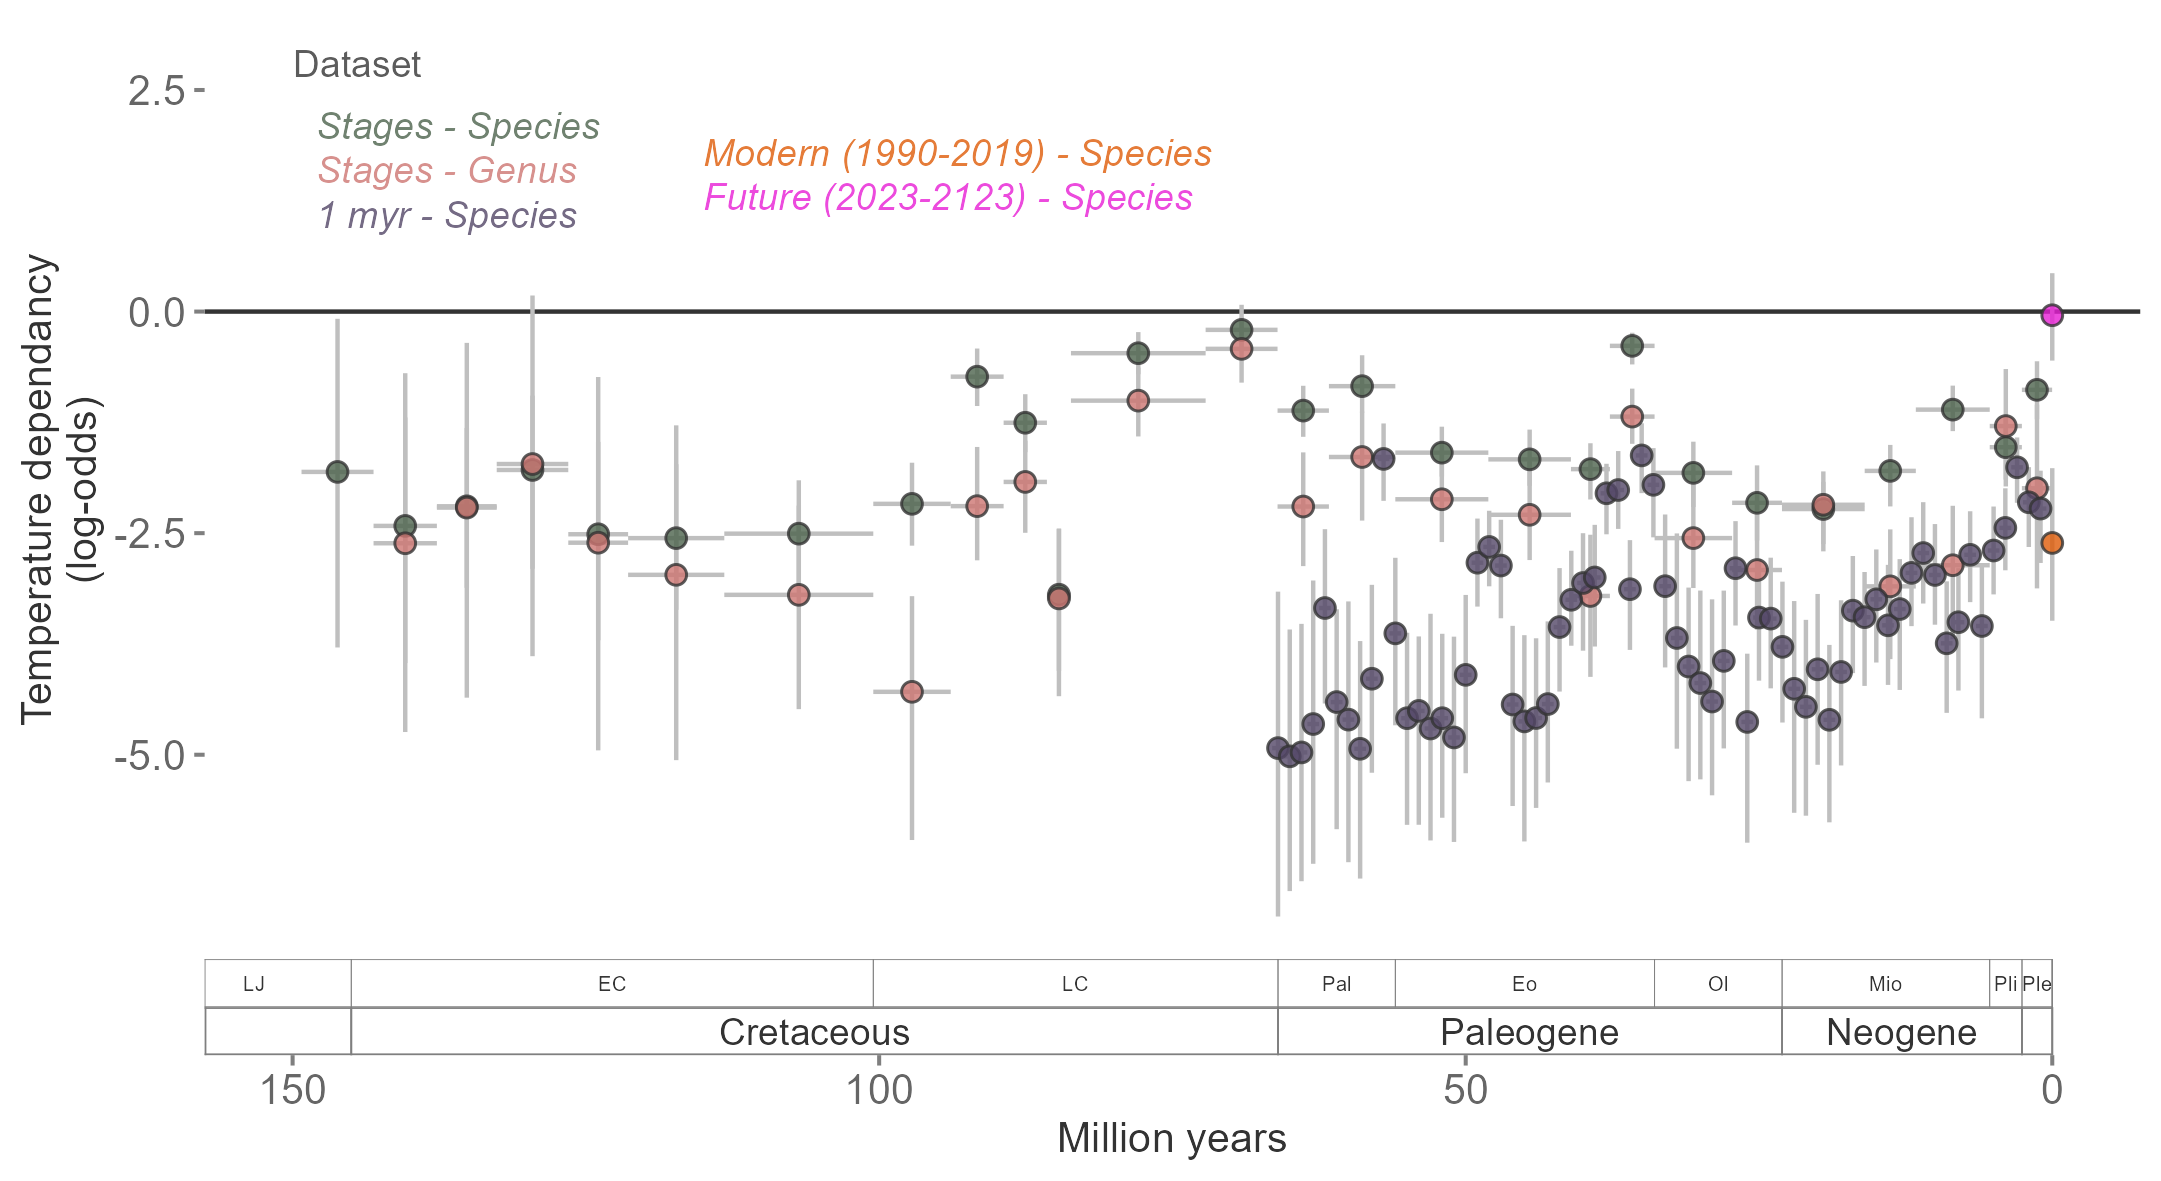 Dataset
Stages - Species
Stages - Genus
1 myr - Species
Modern (1990-2019) - Species
Future (2023-2123) - Species
Temperature dependancy
(log-odds)
2.5
0.0
-2.5
-5.0
LJ
EC
LC
Pal
Eo
Ol
Mio
Pli
Ple
Cretaceous
Paleogene
Neogene
150
100
50
0
Million years